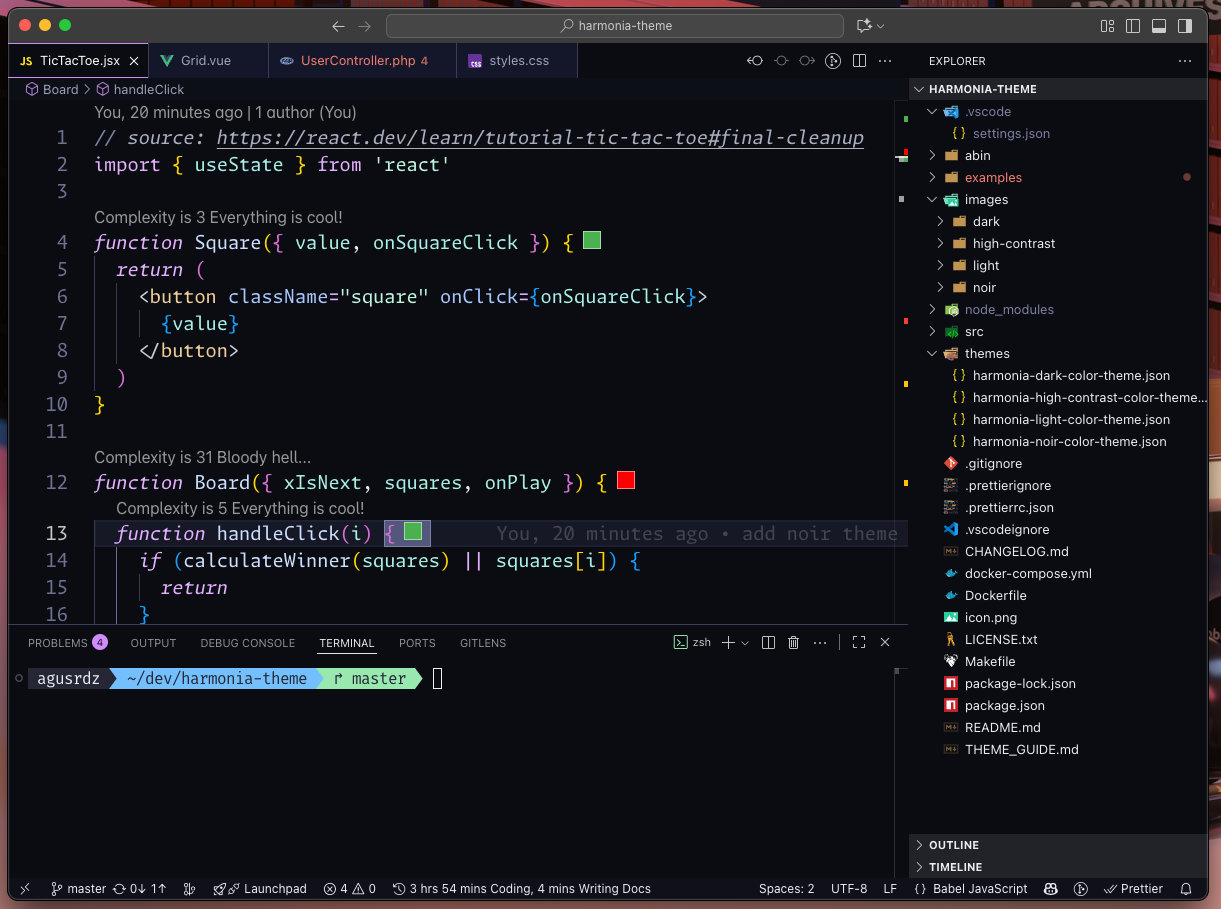 harmonia-theme
JS TicTacToe.jsx
Grid.vue
UserController.php 4
CSS styles.css
Board > handleClick
You, 20 minutes ago | 1 author (You)
1 // source: https://react.dev/learn/tutorial-tic-tac-toe#final-cleanup
2 import { useState } from 'react'
3
Complexity is 3 Everything is cool!
4 function Square({ value, onSquareClick }) {
5 return (
6 <button className="square" onClick={onSquareClick}>
7 {value}
8 </button>
9 )
10 }
11
Complexity is 31 Bloody hell...
12 function Board({ xIsNext, squares, onPlay }) {
Complexity is 5 Everything is cool!
13 function handleClick(i) { You, 20 minutes ago • add noir theme
14 if (calculateWinner(squares) || squares[i]) {
15 return
16 }
PROBLEMS 4 OUTPUT DEBUG CONSOLE TERMINAL PORTS GITLENS
zsh
agusrdz ~/dev/harmonia-theme master
EXPLORER
HARMONIA-THEME
.vscode
{ } settings.json
abin
examples
images
dark
high-contrast
light
noir
node_modules
src
themes
{ } harmonia-dark-color-theme.json
{ } harmonia-high-contrast-color-theme...
{ } harmonia-light-color-theme.json
{ } harmonia-noir-color-theme.json
.gitignore
.prettierignore
.prettierrc.json
.vscodeignore
CHANGELOG.md
docker-compose.yml
Dockerfile
icon.png
LICENSE.txt
Makefile
package-lock.json
package.json
README.md
THEME_GUIDE.md
OUTLINE
TIMELINE
master 0↓ 1↑ Launchpad 4 0 3 hrs 54 mins Coding, 4 mins Writing Docs Spaces: 2 UTF-8 LF { } Babel JavaScript Prettier